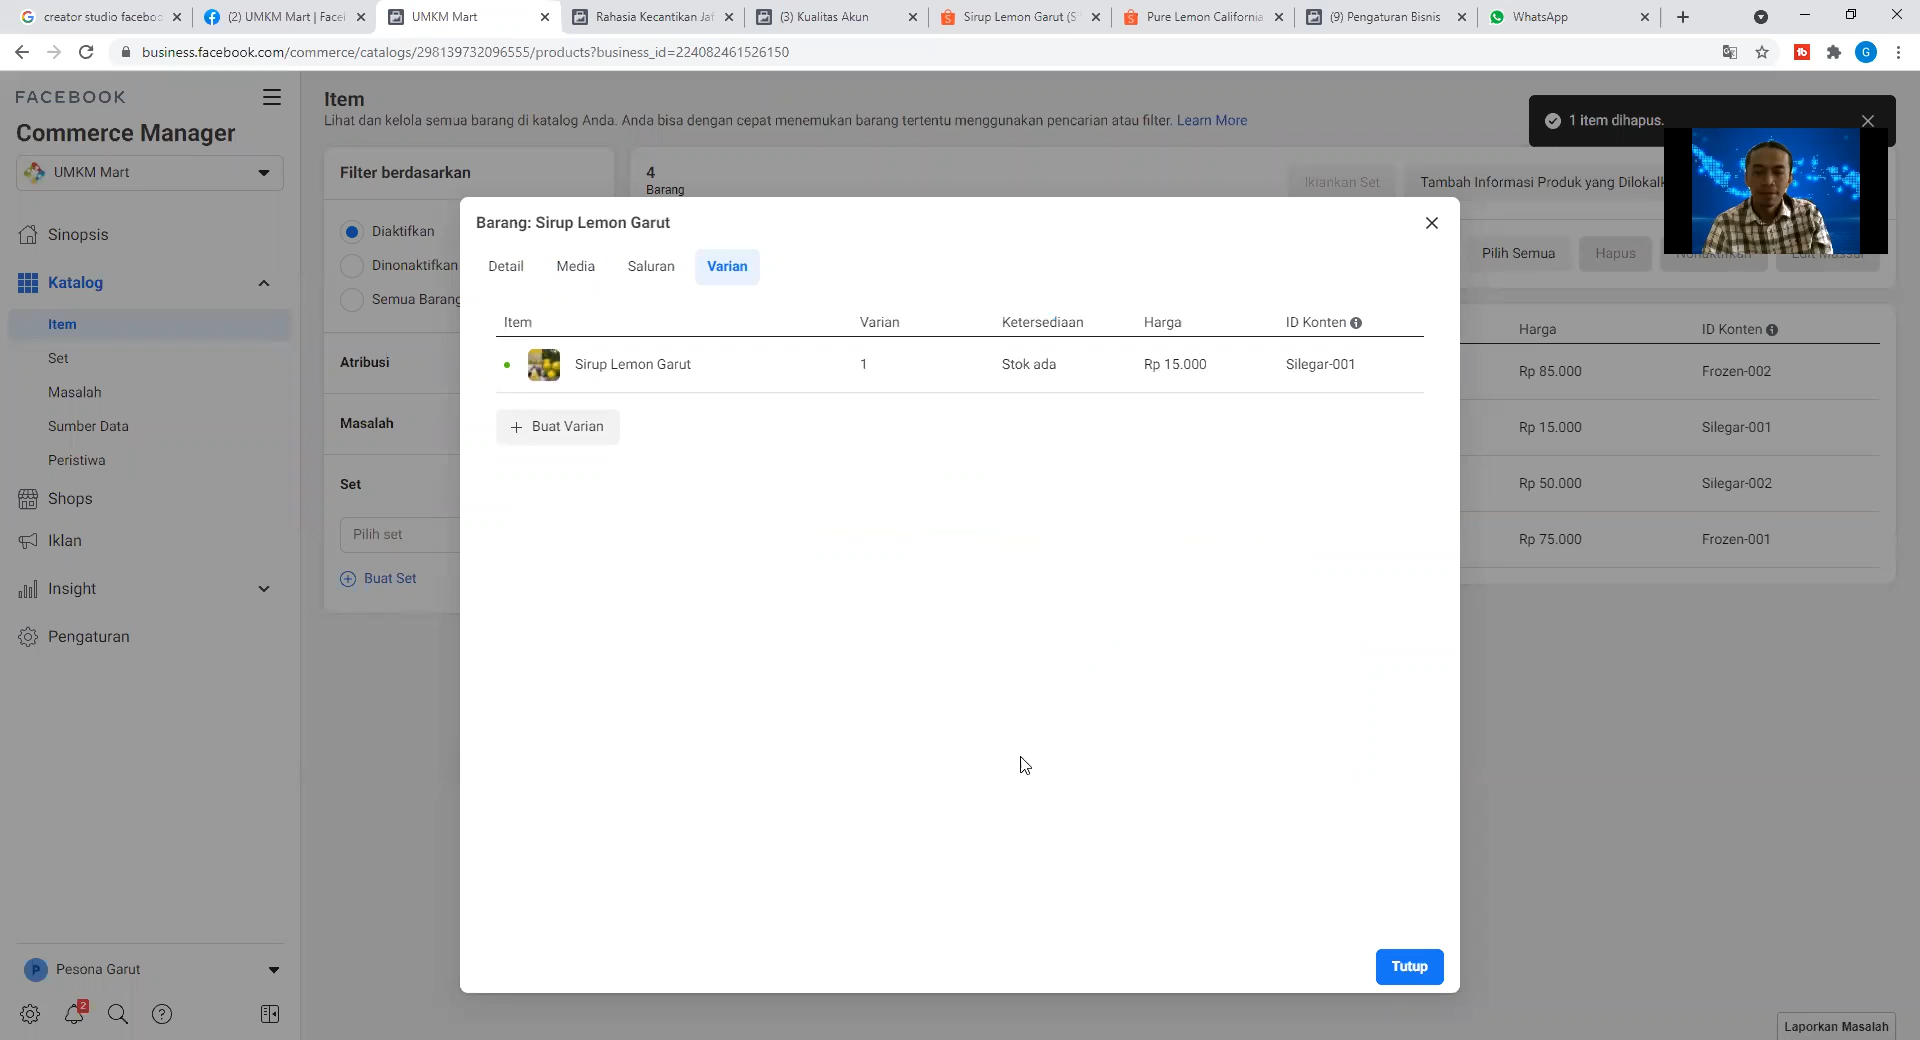 creator studio faceboo
(2) UMKM Mart | Face
UMKM Mart
Rahasia Kecantikan Jaf
(3) Kualitas Akun
Sirup Lemon Garut (S
Pure Lemon California
(9) Pengaturan Bisnis
WhatsApp
business.facebook.com/commerce/catalogs/298139732096555/products?business_id=224082461526150
G
FACEBOOK
Commerce Manager
UMKM Mart
Sinopsis
Katalog
Item
Set
Masalah
Sumber Data
Peristiwa
Shops
Iklan
Insight
Pengaturan
P Pesona Garut
2
Item
Lihat dan kelola semua barang di katalog Anda. Anda bisa dengan cepat menemukan barang tertentu menggunakan pencarian atau filter. Learn More
1 item dihapus.
Filter berdasarkan
Diaktifkan
Dinonaktifkan
Semua Barang
Atribusi
Masalah
Set
Pilih set
Buat Set
4
Barang
Iklankan Set
Tambah Informasi Produk yang Dilokalk
Pilih Semua
Hapus
Nonaktifkan
Edit Massal
Harga ID Konten
Rp 85.000 Frozen-002
Rp 15.000 Silegar-001
Rp 50.000 Silegar-002
Rp 75.000 Frozen-001
Barang: Sirup Lemon Garut
Detail Media Saluran Varian
Item Varian Ketersediaan Harga ID Konten
Sirup Lemon Garut 1 Stok ada Rp 15.000 Silegar-001
+ Buat Varian
Tutup
Laporkan Masalah